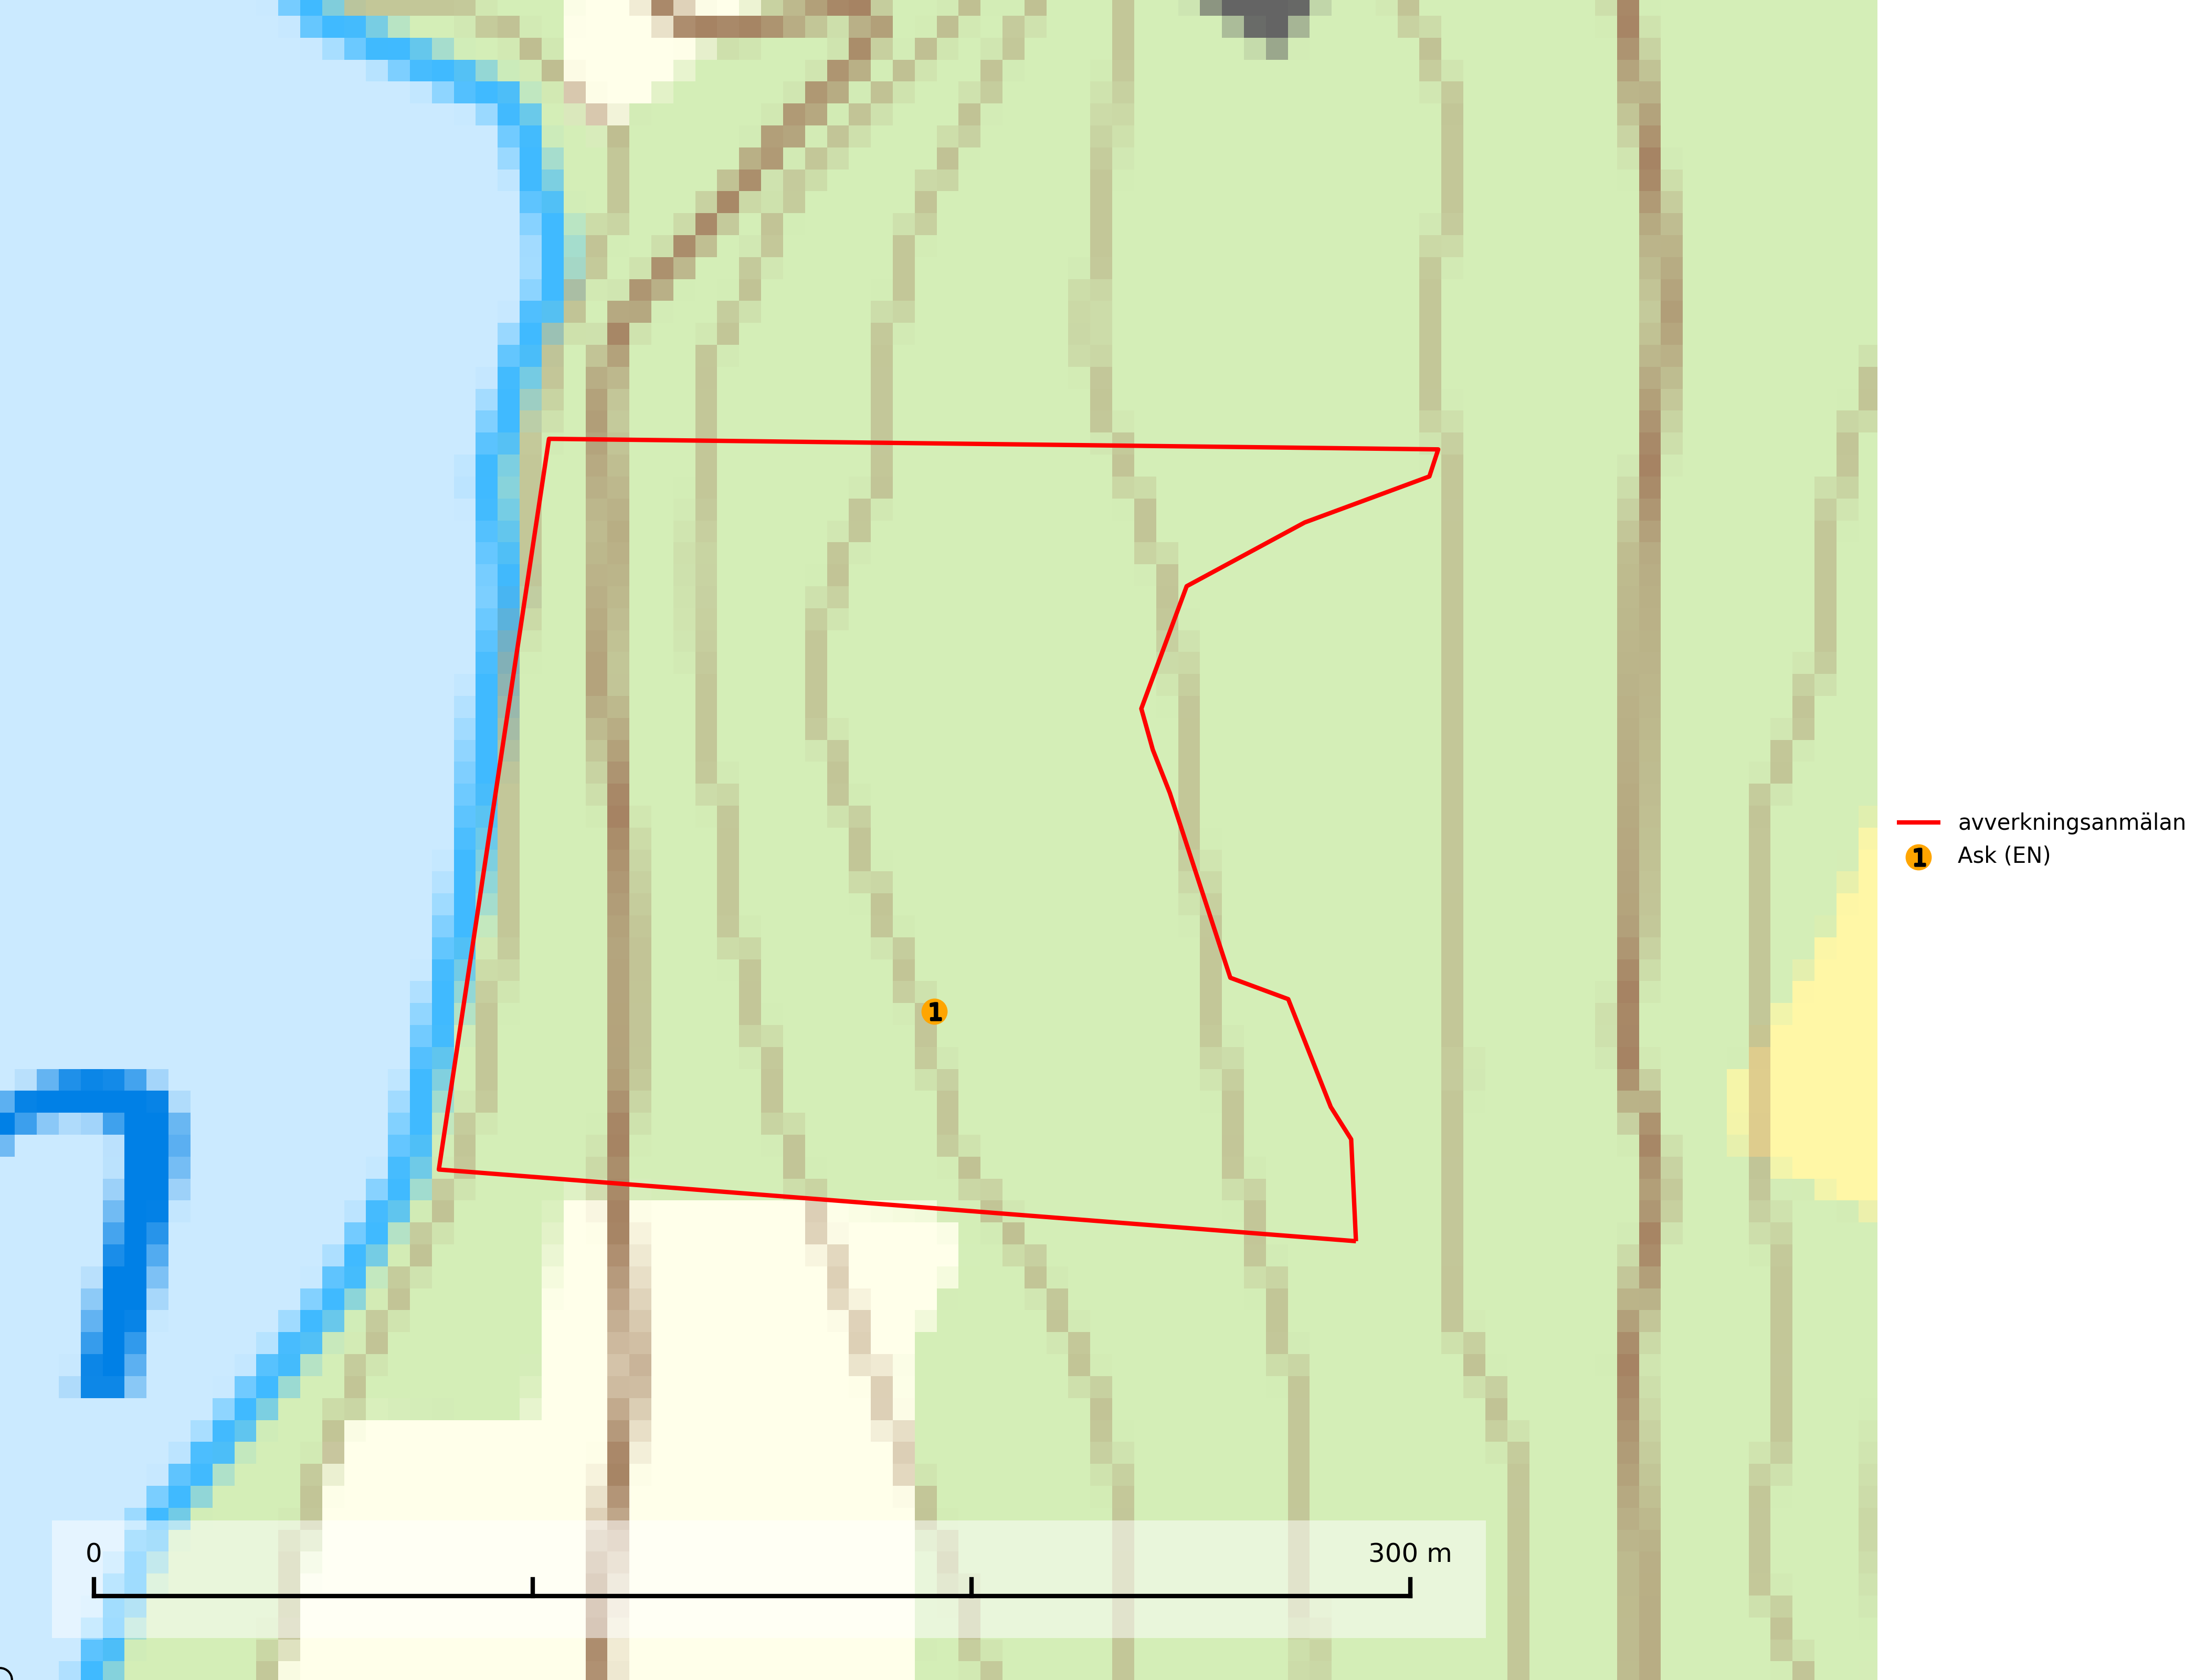 avverkningsanmälan
1 Ask (EN)
1
0 300 m